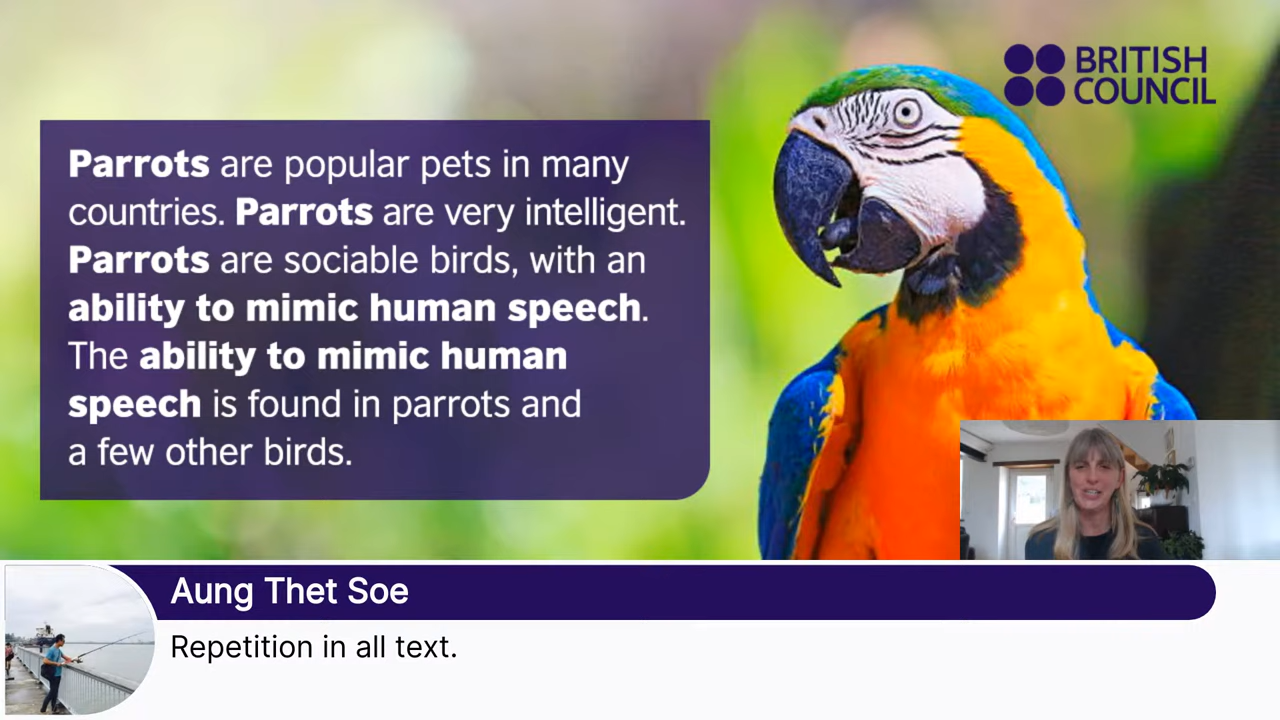 BRITISH
COUNCIL
Parrots are popular pets in many
countries. Parrots are very intelligent.
Parrots are sociable birds, with an
ability to mimic human speech.
The ability to mimic human
speech is found in parrots and
a few other birds.
Aung Thet Soe
Repetition in all text.